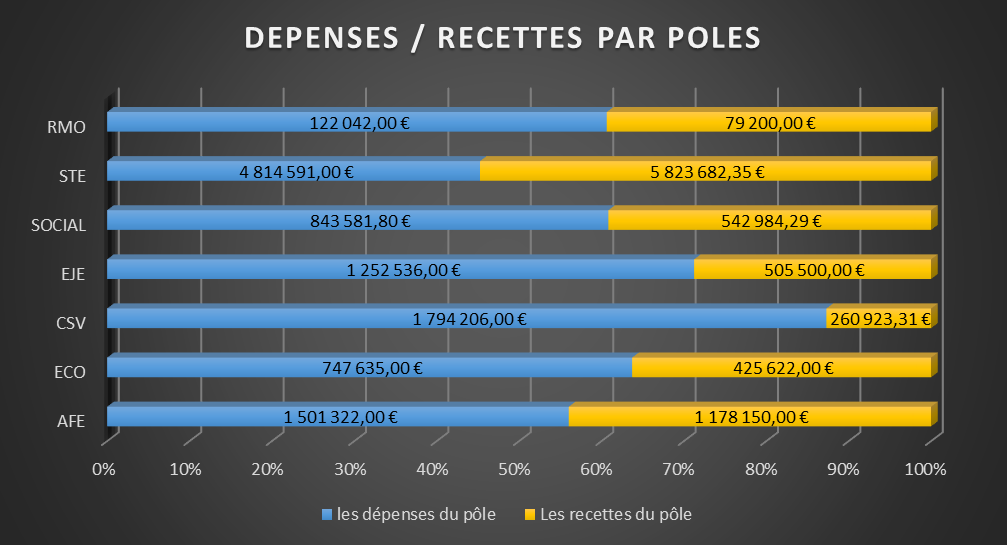 DEPENSES / RECETTES PAR POLES
RMO 122 042,00 € 79 200,00 €
STE 4 814 591,00 € 5 823 682,35 €
SOCIAL 843 581,80 € 542 984,29 €
EJE 1 252 536,00 € 505 500,00 €
CSV 1 794 206,00 € 260 923,31 €
ECO 747 635,00 € 425 622,00 €
AFE 1 501 322,00 € 1 178 150,00 €
0% 10% 20% 30% 40% 50% 60% 70% 80% 90% 100%
les dépenses du pôle Les recettes du pôle